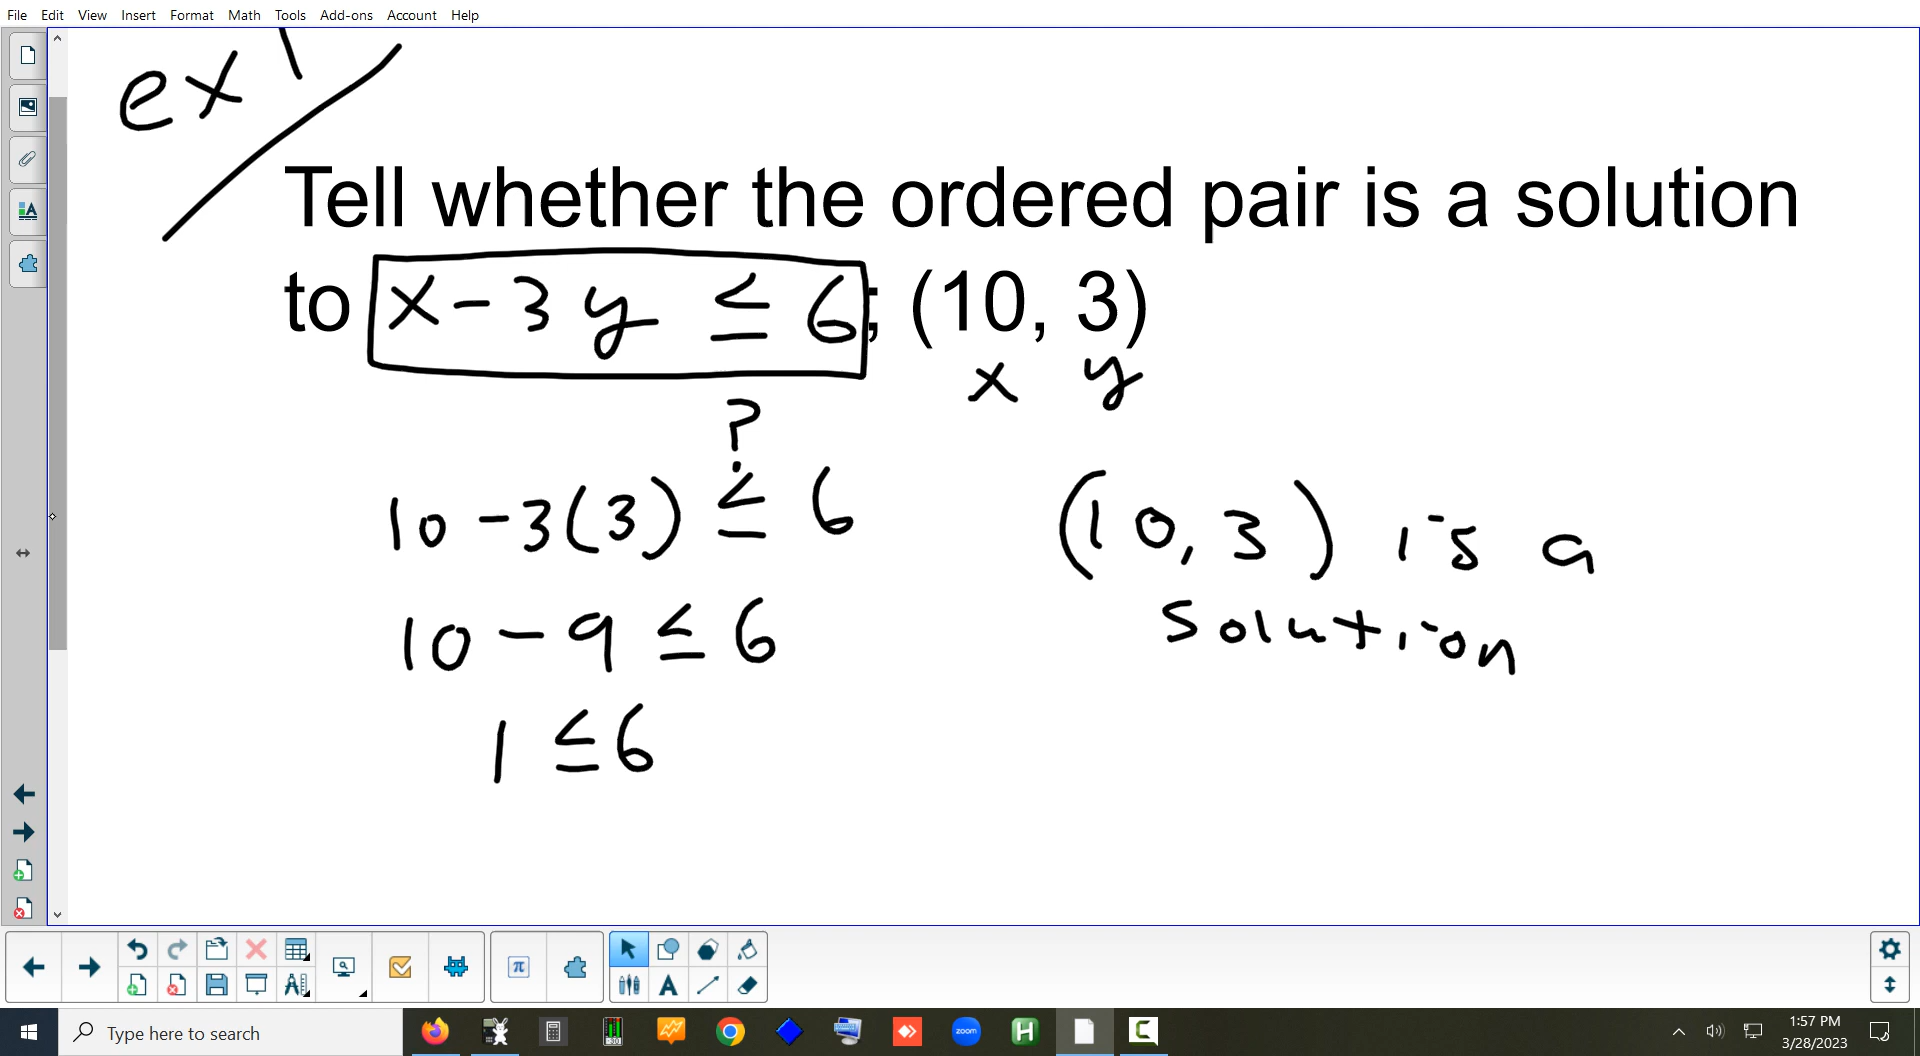 File Edit View Insert Format Math Tools Add-ons Account Help
ex 1
Tell whether the ordered pair is a solution
to x - 3y ≤ 6; (10, 3)
x y
?
10 - 3(3) ≤ 6
(10, 3) is a
10 - 9 ≤ 6
solution
1 ≤ 6
A
π
A
Type here to search
zoom
H
C
1:57 PM
3/28/2023